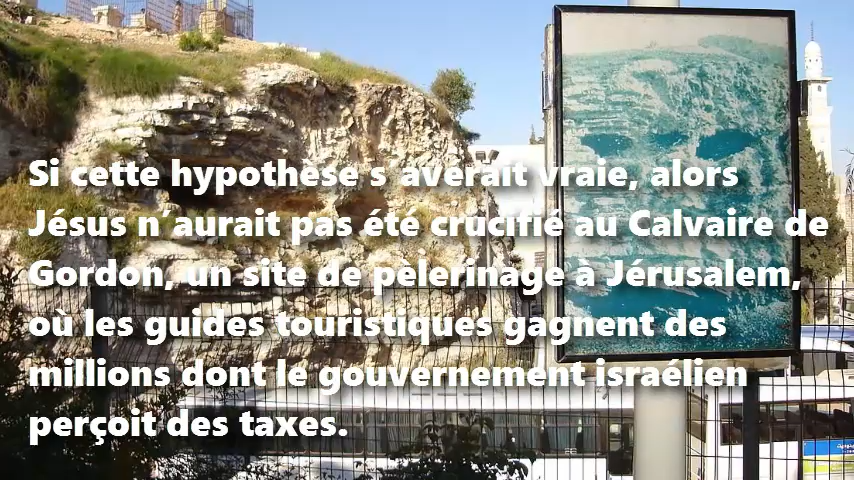 Si cette hypothèse s´avérait vraie, alors
Jésus n’aurait pas été crucifié au Calvaire de
Gordon, un site de pèlerinage à Jérusalem,
où les guides touristiques gagnent des
millions dont le gouvernement israélien
perçoit des taxes.